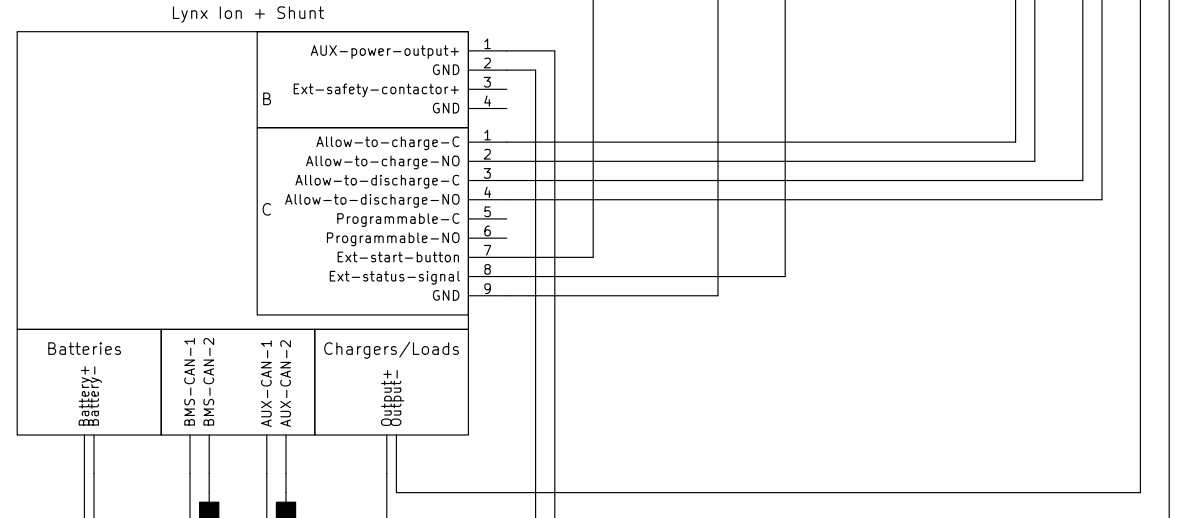 Lynx Ion + Shunt
AUX-power-output+ 1
GND 2
B
Ext-safety-contactor+ 3
GND 4
Allow-to-charge-C 1
Allow-to-charge-NO 2
Allow-to-discharge-C 3
Allow-to-discharge-NO 4
C
Programmable-C 5
Programmable-NO 6
Ext-start-button 7
Ext-status-signal 8
GND 9
Batteries
Battery+
Battery-
BMS-CAN-1
BMS-CAN-2
AUX-CAN-1
AUX-CAN-2
Chargers/Loads
Output+
Output-